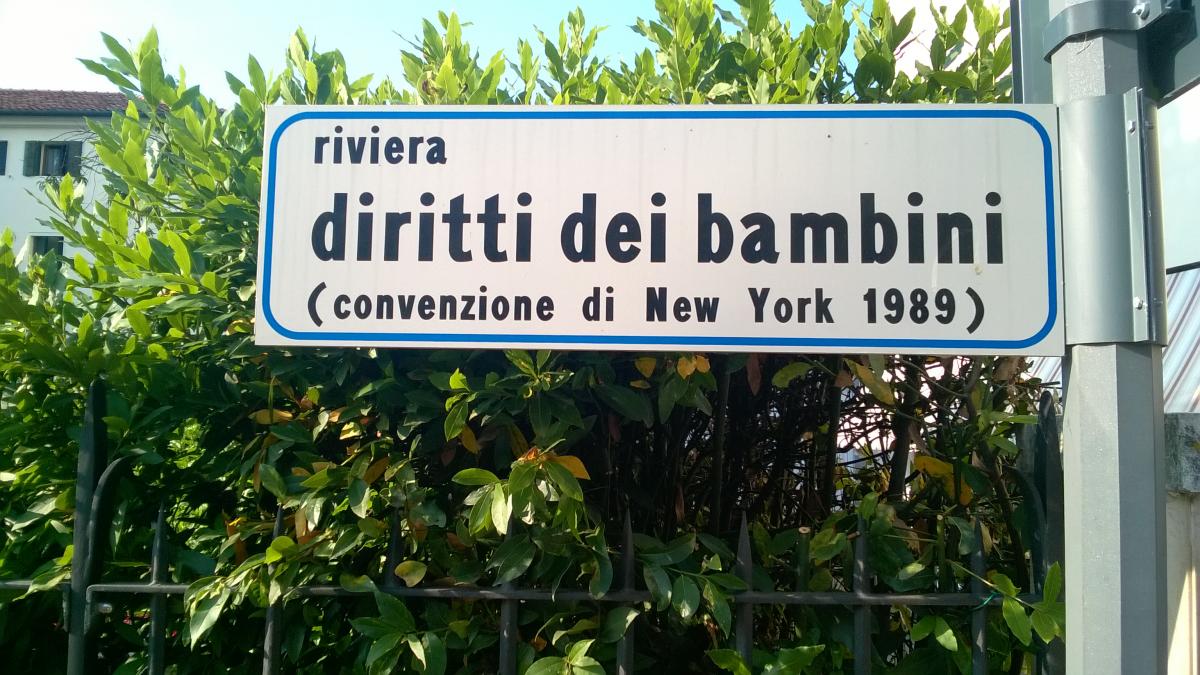 riviera
diritti dei bambini
(convenzione di New York 1989)